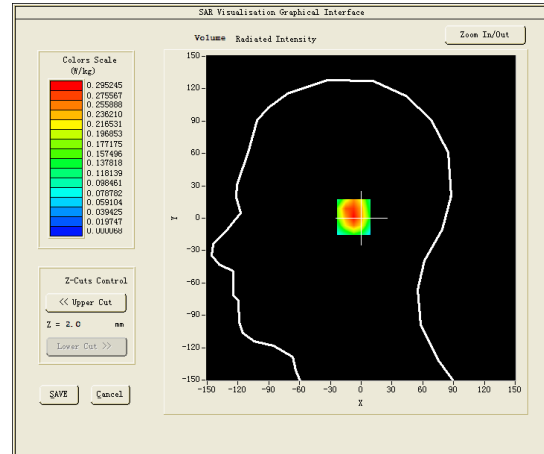 SAR Visualisation Graphical Interface
Volume Radiated Intensity
Zoom In/Out
Colors Scale
(W/kg)
0.295245
0.275567
0.255888
0.236210
0.216531
0.196853
0.177175
0.157496
0.137818
0.118139
0.098461
0.078782
0.059104
0.039425
0.019747
0.000068
Z-Cuts Control
<< Upper Cut
Z = 2.0 mm
Lower Cut >>
SAVE
Cancel
150
120
90
60
30
0
-30
-60
-90
-120
-150
Y
-150 -120 -90 -60 -30 0 30 60 90 120 150
X